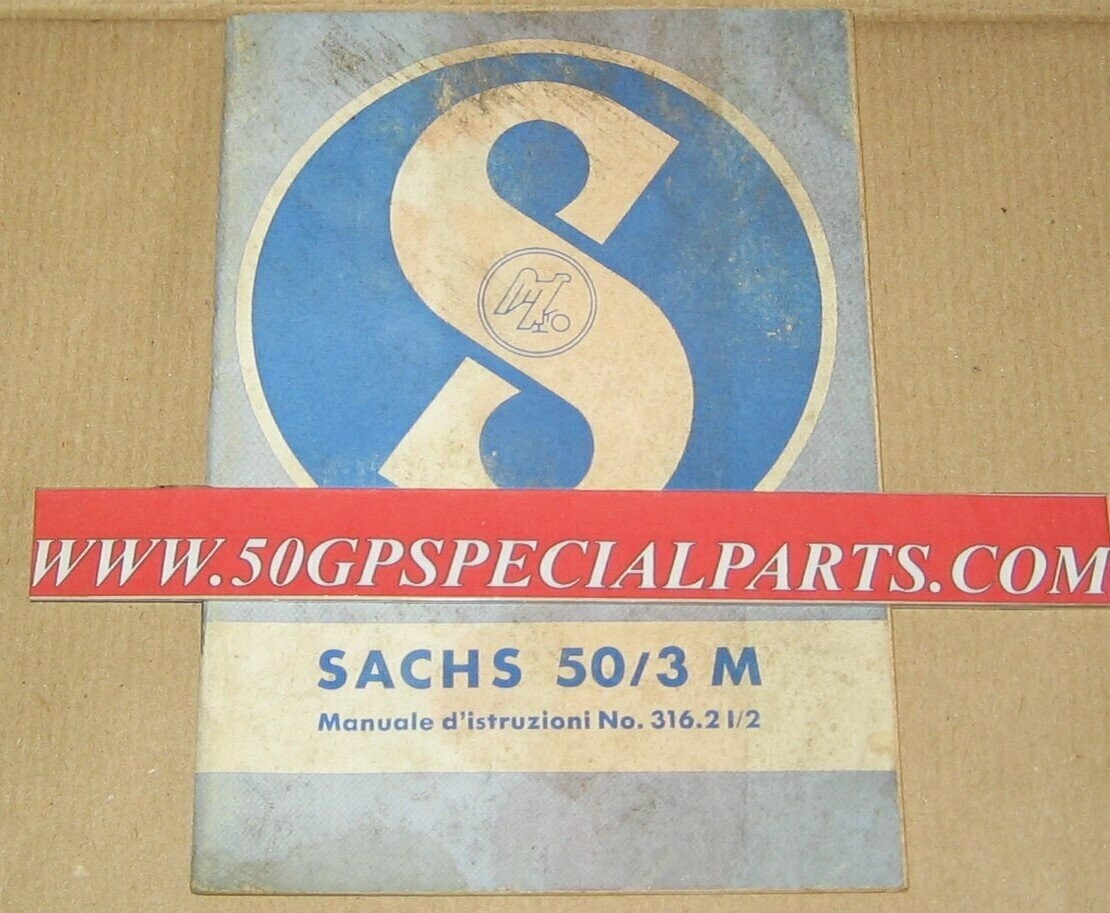 S
WWW.50GPSPECIALPARTS.COM
SACHS 50/3 M
Manuale d'istruzioni No. 316.2 I/2